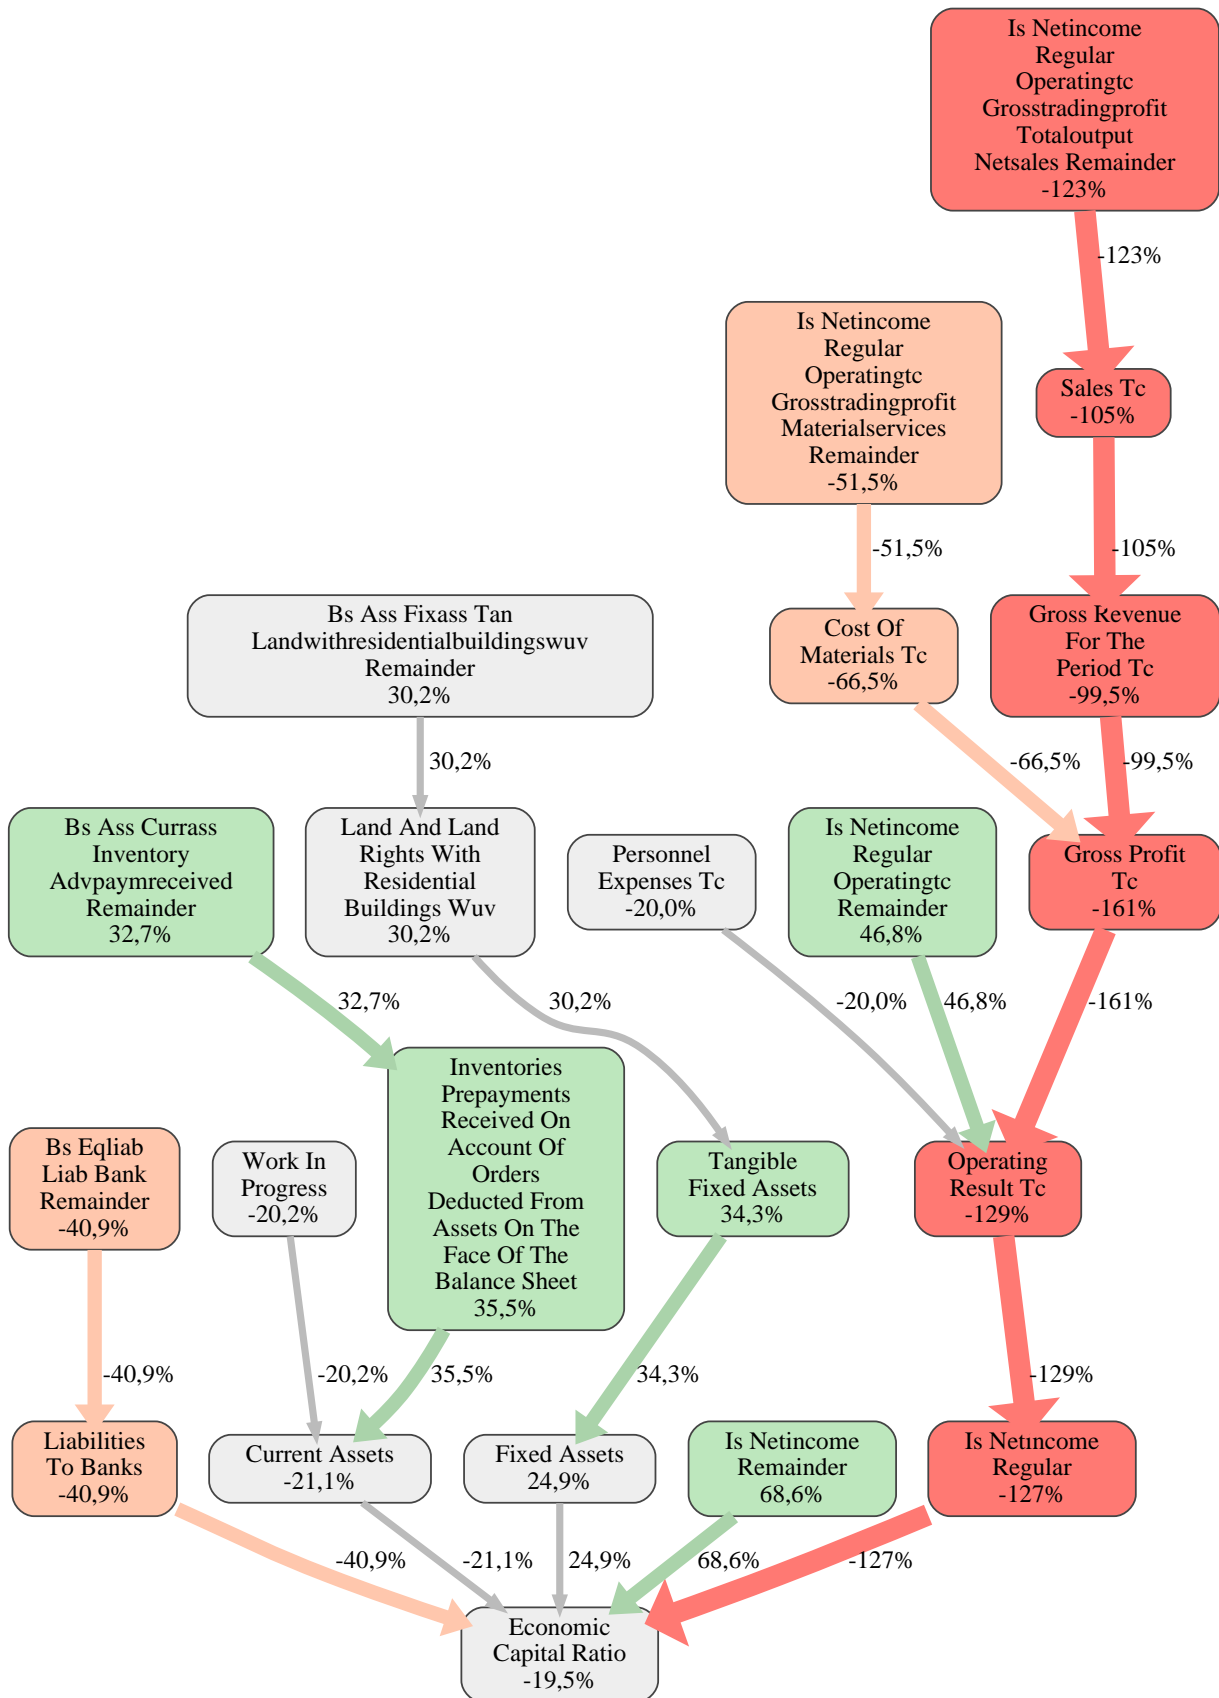 Is Netincome
Regular
Operatingtc
Grosstradingprofit
Totaloutput
Netsales Remainder
-123%
-123%
Is Netincome
Regular
Operatingtc
Grosstradingprofit
Materialservices
Remainder
-51,5%
Sales Tc
-105%
-51,5%
-105%
Bs Ass Fixass Tan
Landwithresidentialbuildingswuv
Remainder
30,2%
Cost Of
Materials Tc
-66,5%
Gross Revenue
For The
Period Tc
-99,5%
30,2%
-66,5%
-99,5%
Bs Ass Currass
Inventory
Advpaymreceived
Remainder
32,7%
Land And Land
Rights With
Residential
Buildings Wuv
30,2%
Personnel
Expenses Tc
-20,0%
Is Netincome
Regular
Operatingtc
Remainder
46,8%
Gross Profit
Tc
-161%
32,7%
30,2%
-20,0%
46,8%
-161%
Bs Eqliab
Liab Bank
Remainder
-40,9%
Work In
Progress
-20,2%
Inventories
Prepayments
Received On
Account Of
Orders
Deducted From
Assets On The
Face Of The
Balance Sheet
35,5%
Tangible
Fixed Assets
34,3%
Operating
Result Tc
-129%
-40,9%
-20,2%
35,5%
34,3%
-129%
Liabilities
To Banks
-40,9%
Current Assets
-21,1%
Fixed Assets
24,9%
Is Netincome
Remainder
68,6%
Is Netincome
Regular
-127%
-40,9%
-21,1%
24,9%
68,6%
-127%
Economic
Capital Ratio
-19,5%